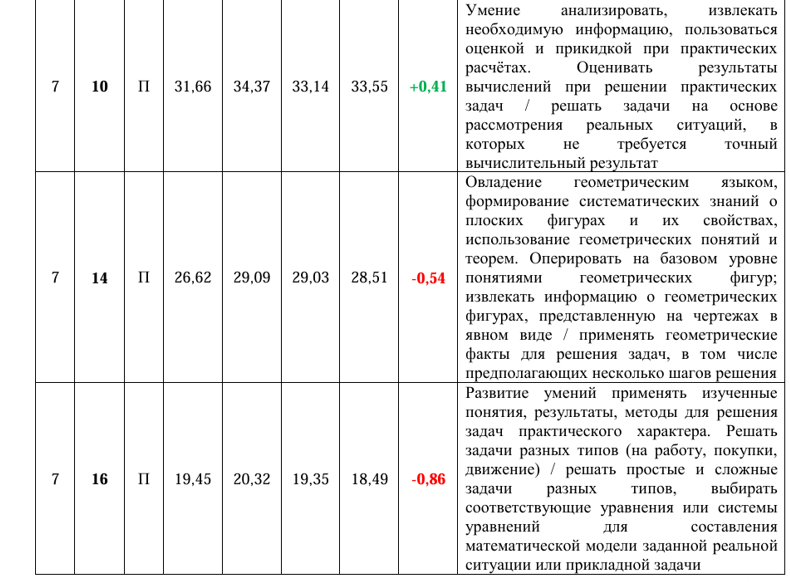 Умение анализировать, извлекать
необходимую информацию, пользоваться
оценкой и прикидкой при практических
расчётах. Оценивать результаты
7 10 П 31,66 34,37 33,14 33,55 +0,41 вычислений при решении практических
задач / решать задачи на основе
рассмотрения реальных ситуаций, в
которых не требуется точный
вычислительный результат
Овладение геометрическим языком,
формирование систематических знаний о
плоских фигурах и их свойствах,
использование геометрических понятий и
теорем. Оперировать на базовом уровне
7 14 П 26,62 29,09 29,03 28,51 -0,54 понятиями геометрических фигур;
извлекать информацию о геометрических
фигурах, представленную на чертежах в
явном виде / применять геометрические
факты для решения задач, в том числе
предполагающих несколько шагов решения
Развитие умений применять изученные
понятия, результаты, методы для решения
задач практического характера. Решать
задачи разных типов (на работу, покупки,
движение) / решать простые и сложные
7 16 П 19,45 20,32 19,35 18,49 -0,86 задачи разных типов, выбирать
соответствующие уравнения или системы
уравнений для составления
математической модели заданной реальной
ситуации или прикладной задачи